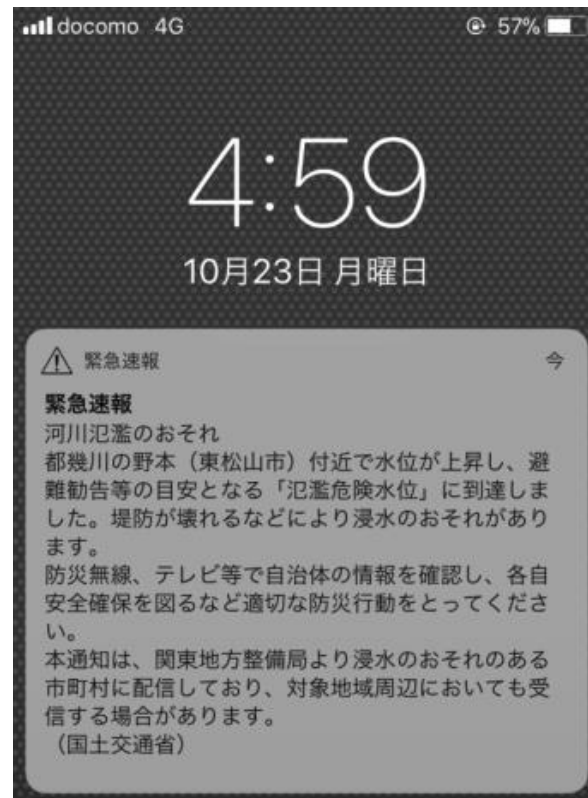 docomo 4G 57%
4:59
10月23日 月曜日
緊急速報 今
緊急速報
河川氾濫のおそれ
都幾川の野本（東松山市）付近で水位が上昇し、避
難勧告等の目安となる「氾濫危険水位」に到達しま
した。堤防が壊れるなどにより浸水のおそれがあり
ます。
防災無線、テレビ等で自治体の情報を確認し、各自
安全確保を図るなど適切な防災行動をとってくださ
い。
本通知は、関東地方整備局より浸水のおそれのある
市町村に配信しており、対象地域周辺においても受
信する場合があります。
（国土交通省）